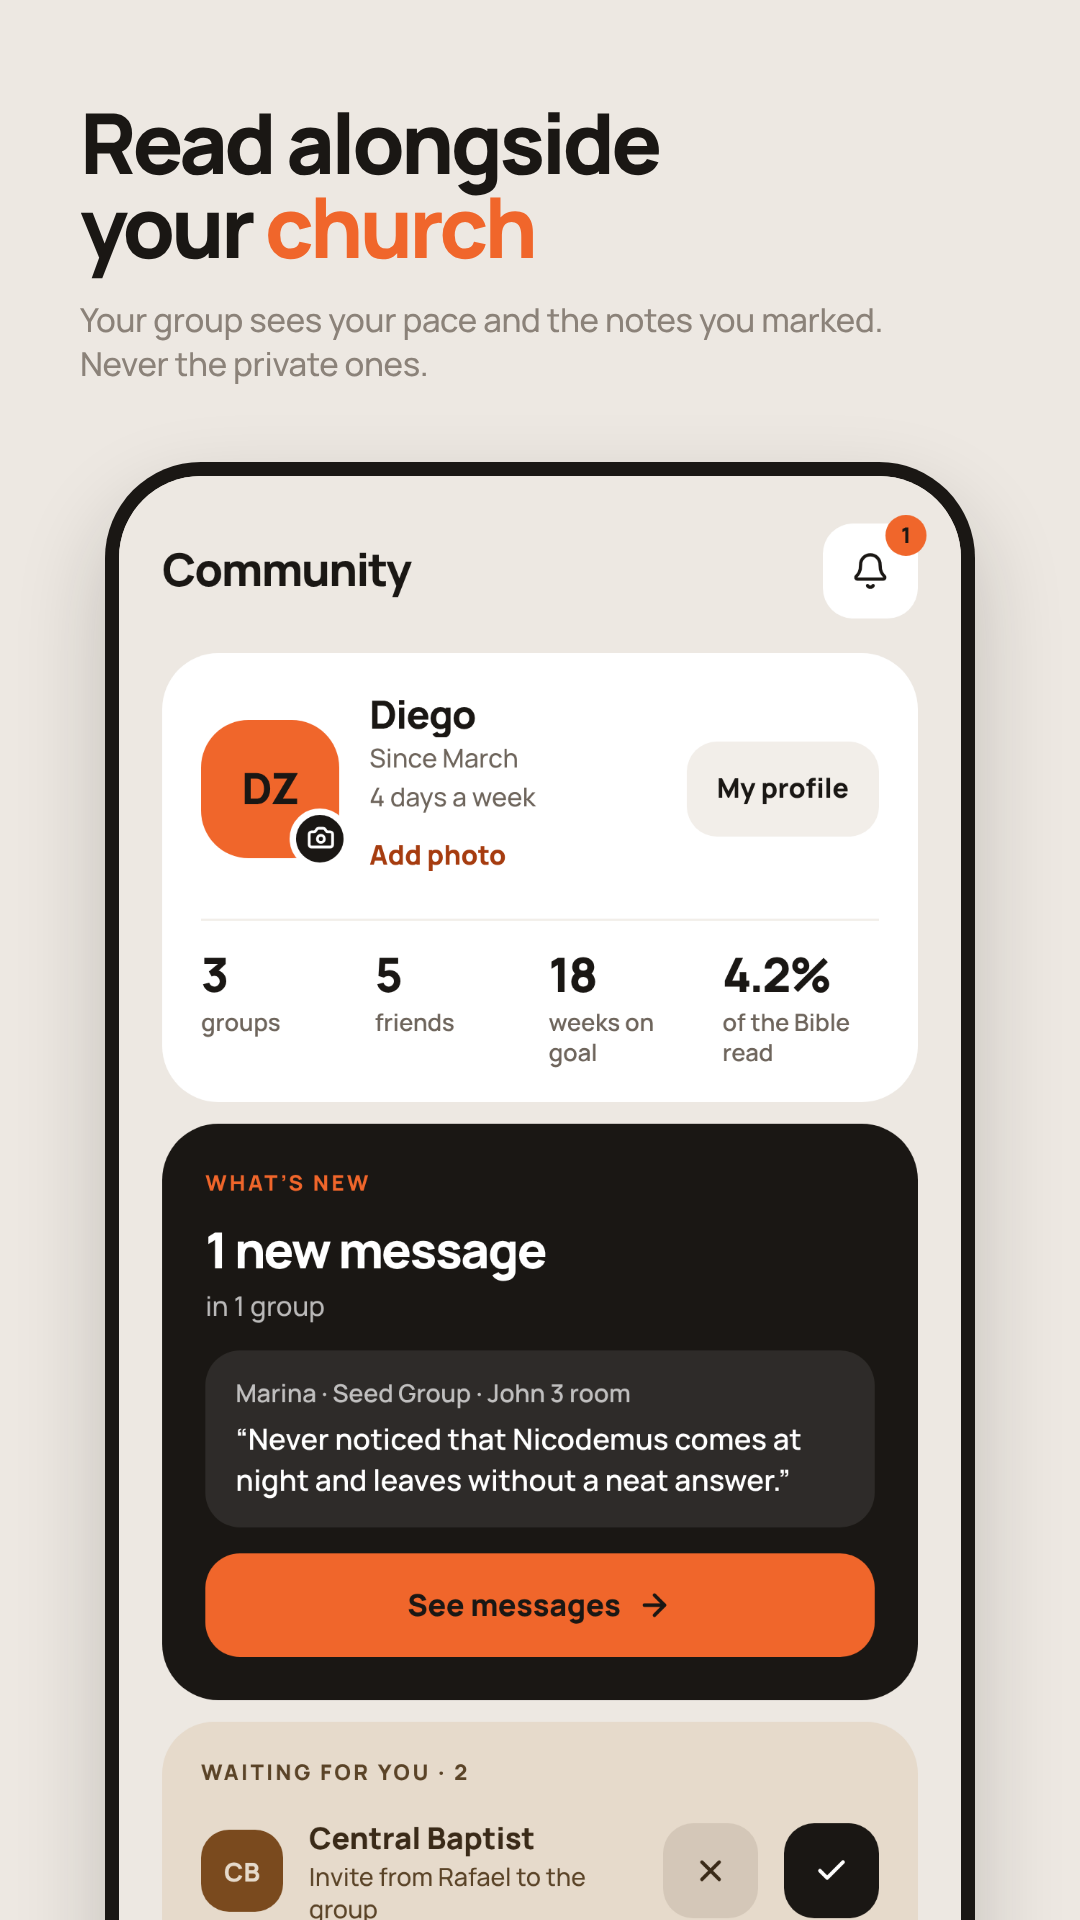 Read alongside
your church
Your group sees your pace and the notes you marked.
Never the private ones.
Community
1
DZ
Diego
Since March
4 days a week
Add photo
My profile
3
groups
5
friends
18
weeks on
goal
4.2%
of the Bible
read
WHAT’S NEW
1 new message
in 1 group
Marina · Seed Group · John 3 room
“Never noticed that Nicodemus comes at
night and leaves without a neat answer.”
See messages
WAITING FOR YOU · 2
CB
Central Baptist
Invite from Rafael to the
group